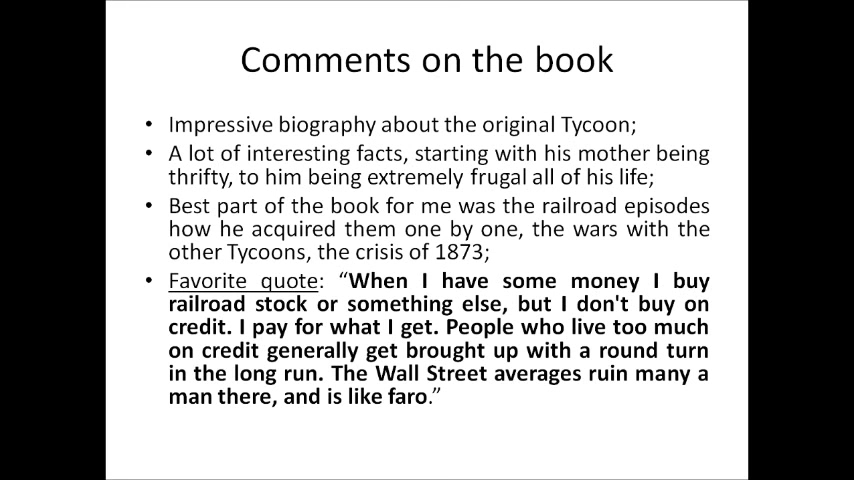 Comments on the book
• Impressive biography about the original Tycoon;
• A lot of interesting facts, starting with his mother being
thrifty, to him being extremely frugal all of his life;
• Best part of the book for me was the railroad episodes
how he acquired them one by one, the wars with the
other Tycoons, the crisis of 1873;
• Favorite quote: “When I have some money I buy
railroad stock or something else, but I don't buy on
credit. I pay for what I get. People who live too much
on credit generally get brought up with a round turn
in the long run. The Wall Street averages ruin many a
man there, and is like faro.”